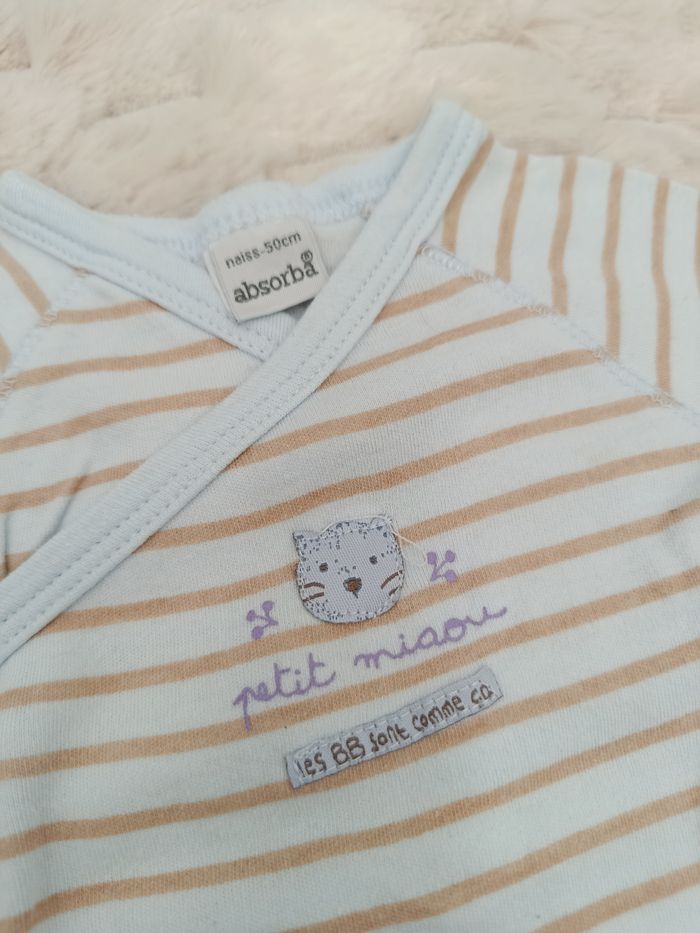 naiss-50cm
absorba®
petit miaou
les BB sont comme ça